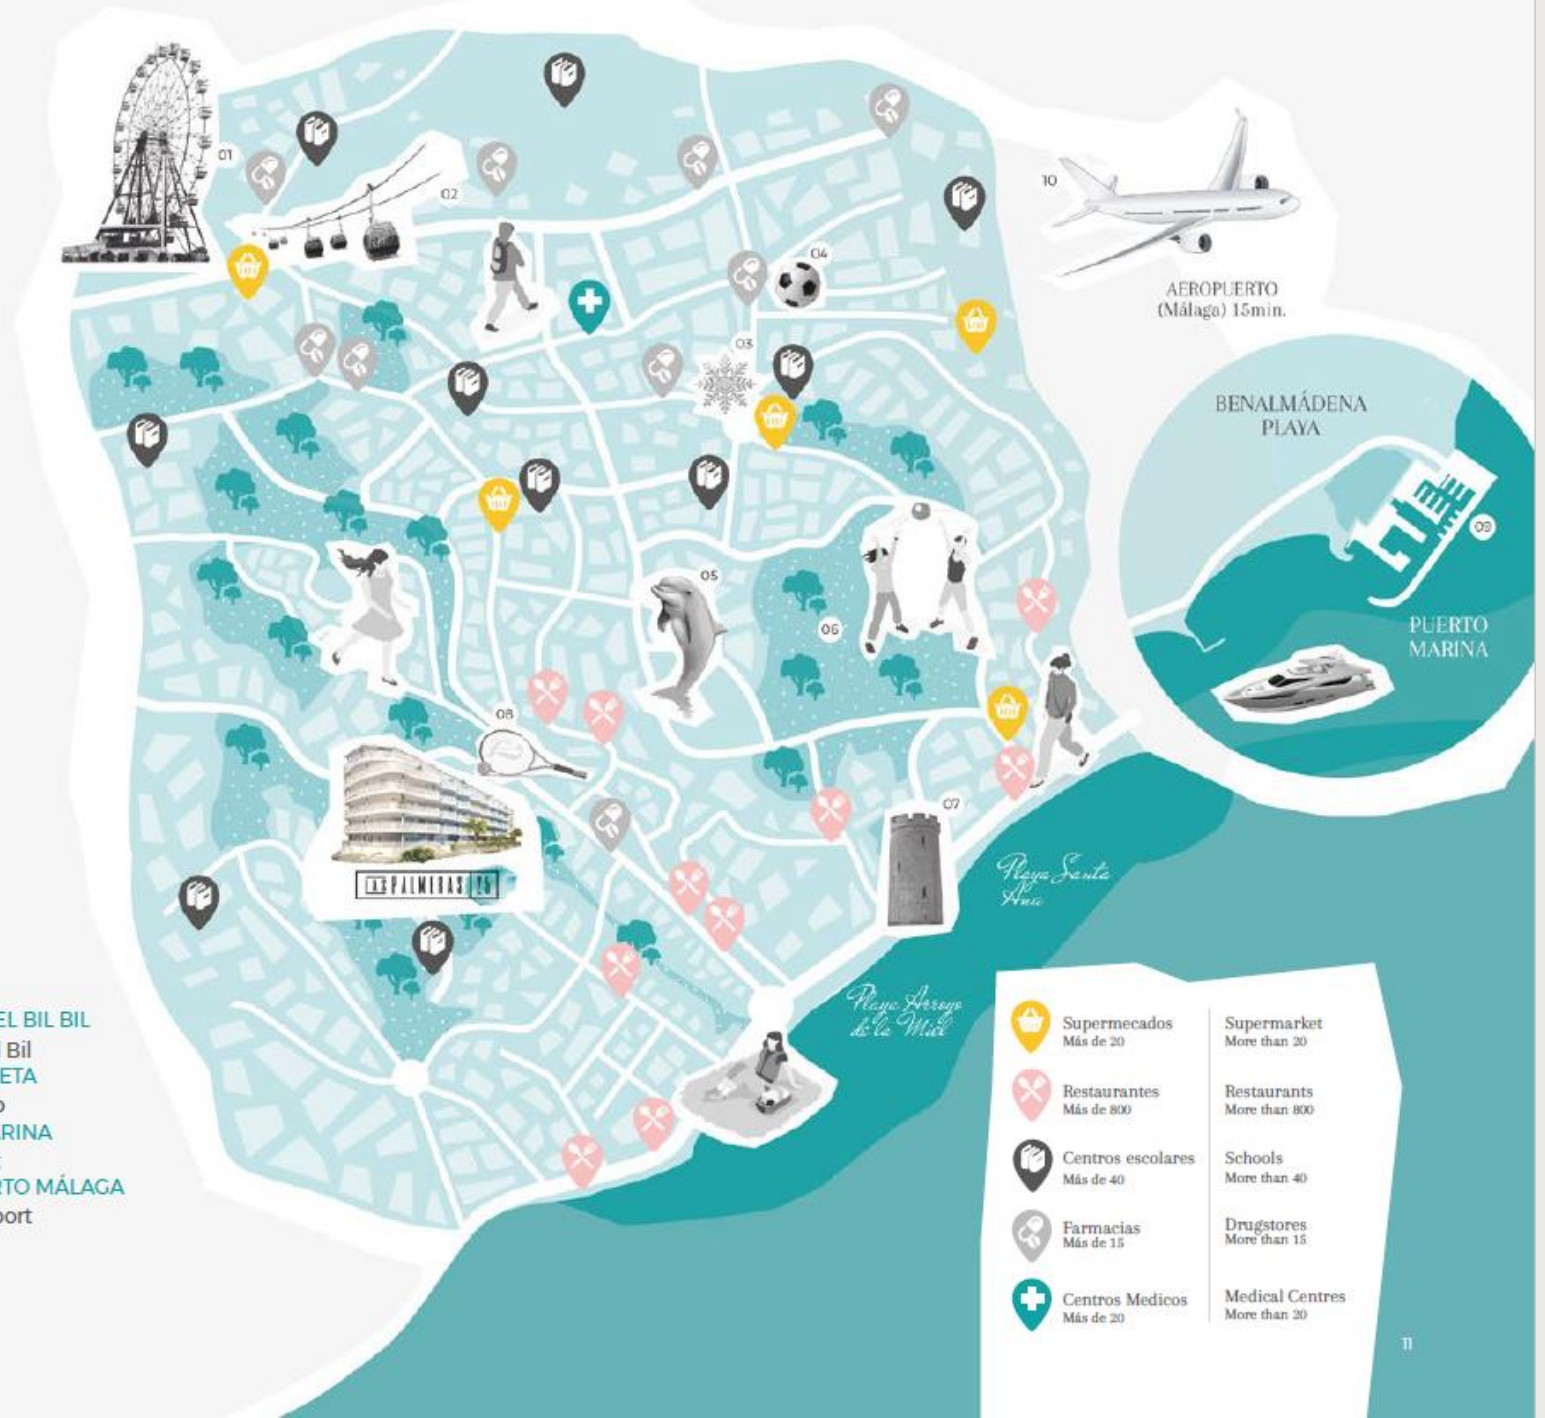 01
02
10
04
03
AEROPUERTO
(Málaga) 15min.
BENALMÁDENA
PLAYA
09
05
06
PUERTO
MARINA
08
07
Playa Santa
Ana
LASPALMERAS 25
Playa Arroyo
de la Miel
EL BIL BIL
Bil
ETA
RINA
RTO MÁLAGA
port
Supermecados
Más de 20
Supermarket
More than 20
Restaurantes
Más de 800
Restaurants
More than 800
Centros escolares
Más de 40
Schools
More than 40
Farmacias
Más de 15
Drugstores
More than 15
Centros Medicos
Más de 20
Medical Centres
More than 20
11